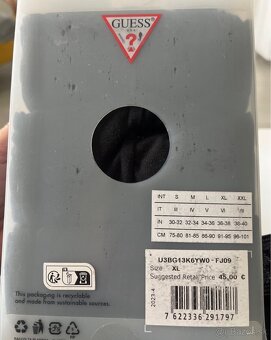 GUESS
?
INT S M L XL XXL
IT II IV V VI VII
IN 30-32 32-34 34-36 36-38 38-40
CM 75-80 81-85 86-90 91-95 96-101
U3BG13K6YW0 - FJ09
Size XL
Suggested Retail Price 45,00 €
7 622336 291797
This packaging is recyclable
made from sustainable sources